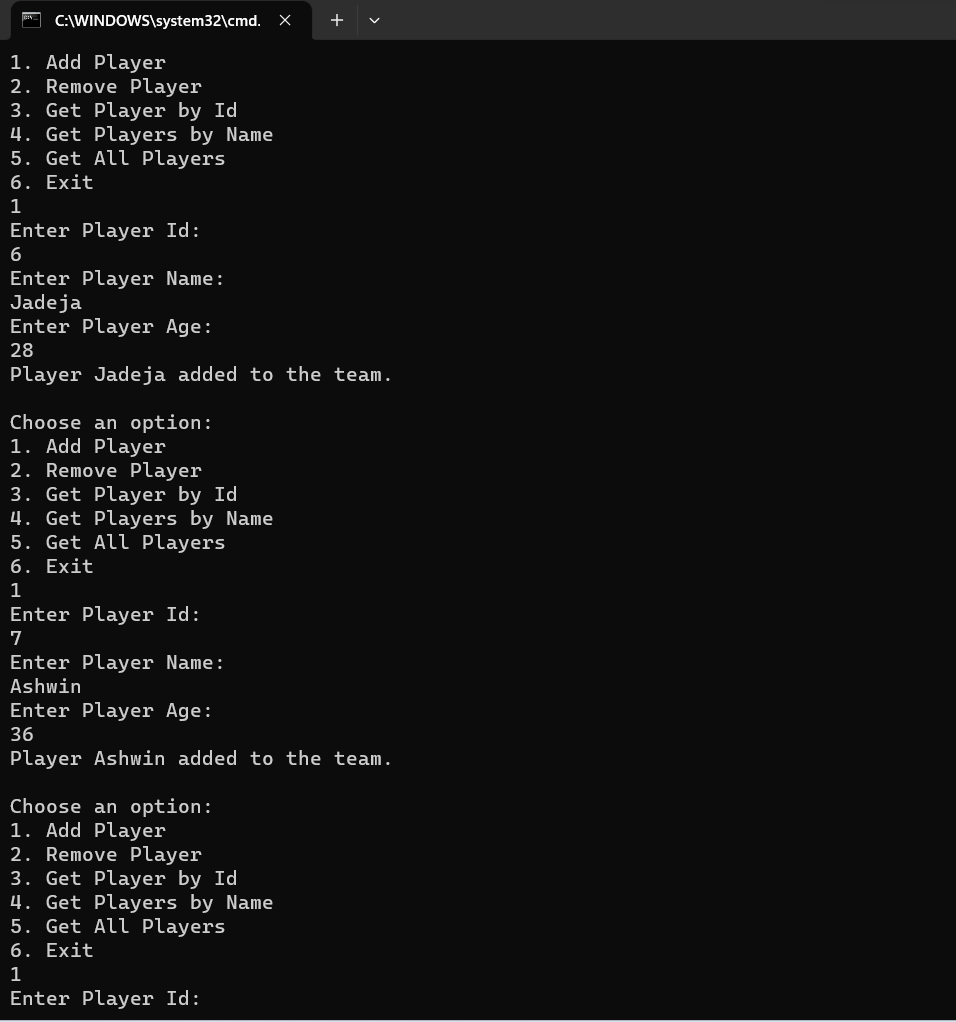 C:\WINDOWS\system32\cmd.
1. Add Player
2. Remove Player
3. Get Player by Id
4. Get Players by Name
5. Get All Players
6. Exit
1
Enter Player Id:
6
Enter Player Name:
Jadeja
Enter Player Age:
28
Player Jadeja added to the team.
Choose an option:
1. Add Player
2. Remove Player
3. Get Player by Id
4. Get Players by Name
5. Get All Players
6. Exit
1
Enter Player Id:
7
Enter Player Name:
Ashwin
Enter Player Age:
36
Player Ashwin added to the team.
Choose an option:
1. Add Player
2. Remove Player
3. Get Player by Id
4. Get Players by Name
5. Get All Players
6. Exit
1
Enter Player Id: